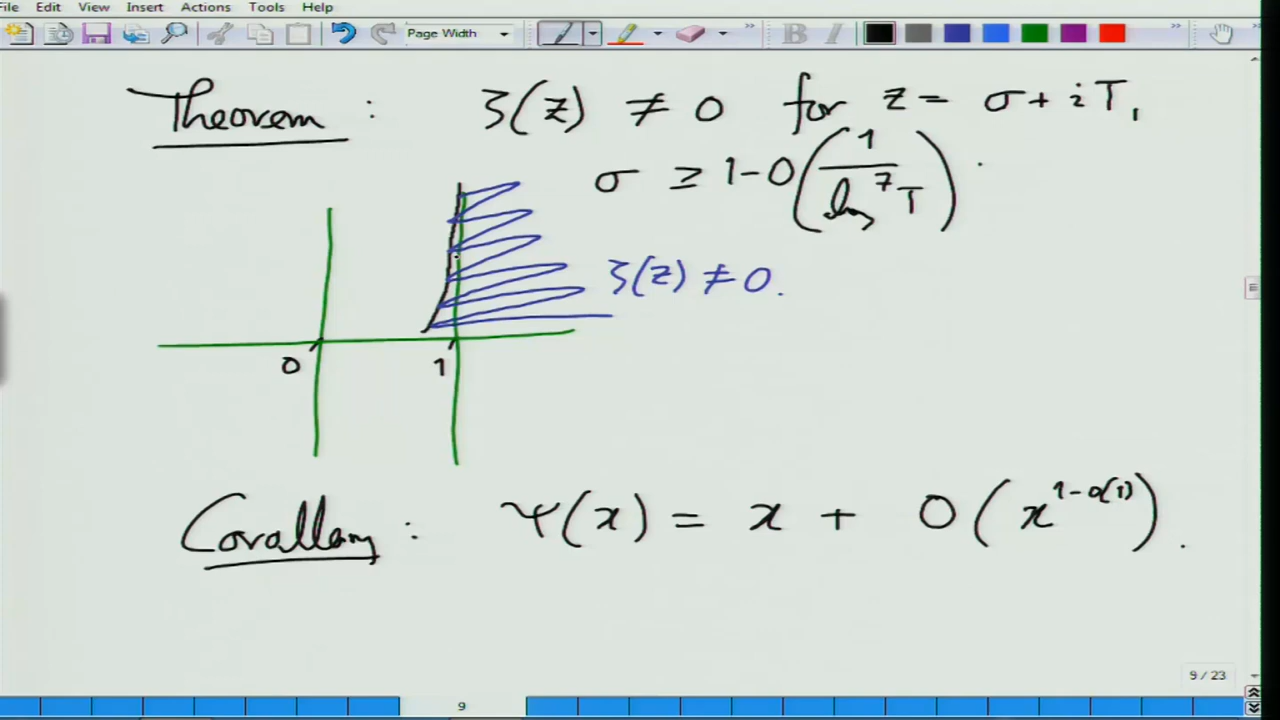 File Edit View Insert Actions Tools Help
Page Width
Theorem : ζ(z) ≠ 0 for z = σ + iT,
σ ≥ 1 - O(1/log⁷T) .
ζ(z) ≠ 0.
0 1
Corollary : Ψ(x) = x + O(x^{1-o(1)}) .
9 / 23
9